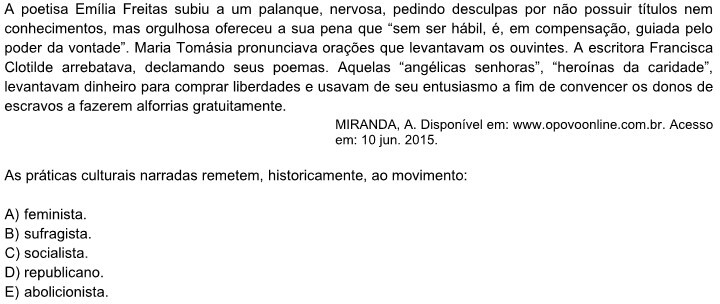 A poetisa Emília Freitas subiu a um palanque, nervosa, pedindo desculpas por não possuir títulos nem
conhecimentos, mas orgulhosa ofereceu a sua pena que “sem ser hábil, é, em compensação, guiada pelo
poder da vontade”. Maria Tomásia pronunciava orações que levantavam os ouvintes. A escritora Francisca
Clotilde arrebatava, declamando seus poemas. Aquelas “angélicas senhoras”, “heroínas da caridade”,
levantavam dinheiro para comprar liberdades e usavam de seu entusiasmo a fim de convencer os donos de
escravos a fazerem alforrias gratuitamente.
MIRANDA, A. Disponível em: www.opovoonline.com.br. Acesso
em: 10 jun. 2015.
As práticas culturais narradas remetem, historicamente, ao movimento:
A) feminista.
B) sufragista.
C) socialista.
D) republicano.
E) abolicionista.